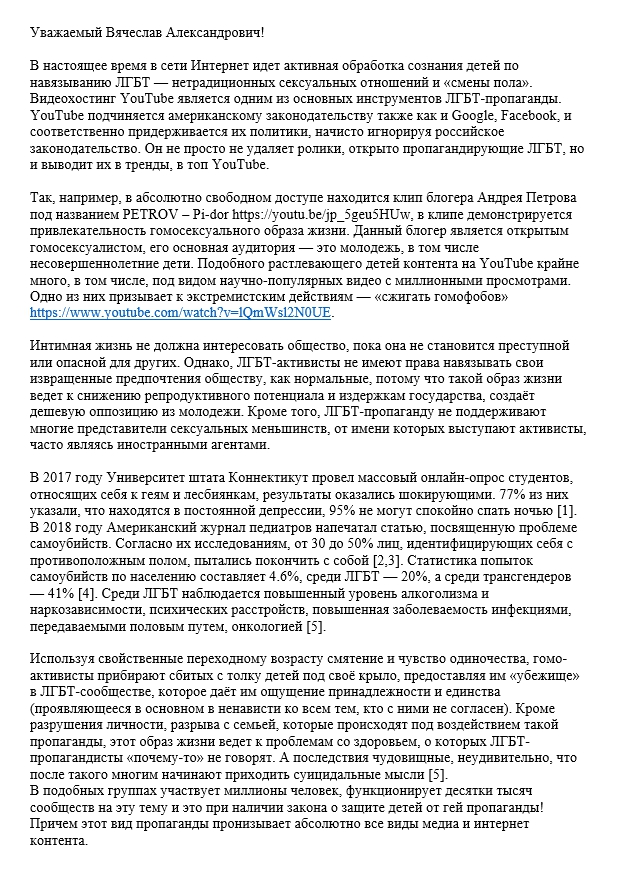 Уважаемый Вячеслав Александрович!
В настоящее время в сети Интернет идет активная обработка сознания детей по
навязыванию ЛГБТ — нетрадиционных сексуальных отношений и «смены пола».
Видеохостинг YouTube является одним из основных инструментов ЛГБТ-пропаганды.
YouTube подчиняется американскому законодательству также как и Google, Facebook, и
соответственно придерживается их политики, начисто игнорируя российское
законодательство. Он не просто не удаляет ролики, открыто пропагандирующие ЛГБТ, но
и выводит их в тренды, в топ YouTube.
Так, например, в абсолютно свободном доступе находится клип блогера Андрея Петрова
под названием PETROV – Pi-dor https://youtu.be/jp_5geu5HUw, в клипе демонстрируется
привлекательность гомосексуального образа жизни. Данный блогер является открытым
гомосексуалистом, его основная аудитория — это молодежь, в том числе
несовершеннолетние дети. Подобного растлевающего детей контента на YouTube крайне
много, в том числе, под видом научно-популярных видео с миллионными просмотрами.
Одно из них призывает к экстремистским действиям — «сжигать гомофобов»
https://www.youtube.com/watch?v=lQmWsl2N0UE.
Интимная жизнь не должна интересовать общество, пока она не становится преступной
или опасной для других. Однако, ЛГБТ-активисты не имеют права навязывать свои
извращенные предпочтения обществу, как нормальные, потому что такой образ жизни
ведет к снижению репродуктивного потенциала и издержкам государства, создаёт
дешевую оппозицию из молодежи. Кроме того, ЛГБТ-пропаганду не поддерживают
многие представители сексуальных меньшинств, от имени которых выступают активисты,
часто являясь иностранными агентами.
В 2017 году Университет штата Коннектикут провел массовый онлайн-опрос студентов,
относящих себя к геям и лесбиянкам, результаты оказались шокирующими. 77% из них
указали, что находятся в постоянной депрессии, 95% не могут спокойно спать ночью [1].
В 2018 году Американский журнал педиатров напечатал статью, посвященную проблеме
самоубийств. Согласно их исследованиям, от 30 до 50% лиц, идентифицирующих себя с
противоположным полом, пытались покончить с собой [2,3]. Статистика попыток
самоубийств по населению составляет 4.6%, среди ЛГБТ — 20%, а среди трансгендеров
— 41% [4]. Среди ЛГБТ наблюдается повышенный уровень алкоголизма и
наркозависимости, психических расстройств, повышенная заболеваемость инфекциями,
передаваемыми половым путем, онкологией [5].
Используя свойственные переходному возрасту смятение и чувство одиночества, гомо-
активисты прибирают сбитых с толку детей под своё крыло, предоставляя им «убежище»
в ЛГБТ-сообществе, которое даёт им ощущение принадлежности и единства
(проявляющееся в основном в ненависти ко всем тем, кто с ними не согласен). Кроме
разрушения личности, разрыва с семьей, которые происходят под воздействием такой
пропаганды, этот образ жизни ведет к проблемам со здоровьем, о которых ЛГБТ-
пропагандисты «почему-то» не говорят. А последствия чудовищные, неудивительно, что
после такого многим начинают приходить суицидальные мысли [5].
В подобных группах участвует миллионы человек, функционирует десятки тысяч
сообществ на эту тему и это при наличии закона о защите детей от гей пропаганды!
Причем этот вид пропаганды пронизывает абсолютно все виды медиа и интернет
контента.